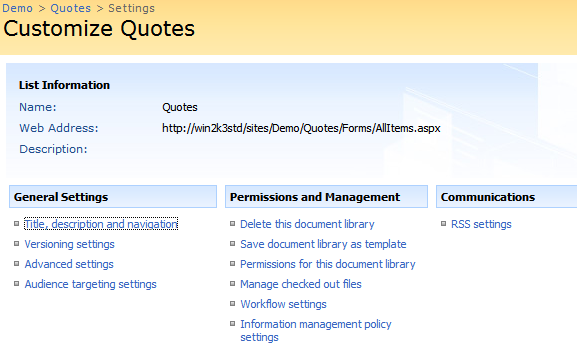 Demo > Quotes > Settings
Customize Quotes
List Information
Name: Quotes
Web Address: http://win2k3std/sites/Demo/Quotes/Forms/AllItems.aspx
Description:
General Settings Permissions and Management Communications
Title, description and navigation Delete this document library RSS settings
Versioning settings Save document library as template
Advanced settings Permissions for this document library
Audience targeting settings Manage checked out files
Workflow settings
Information management policy
settings